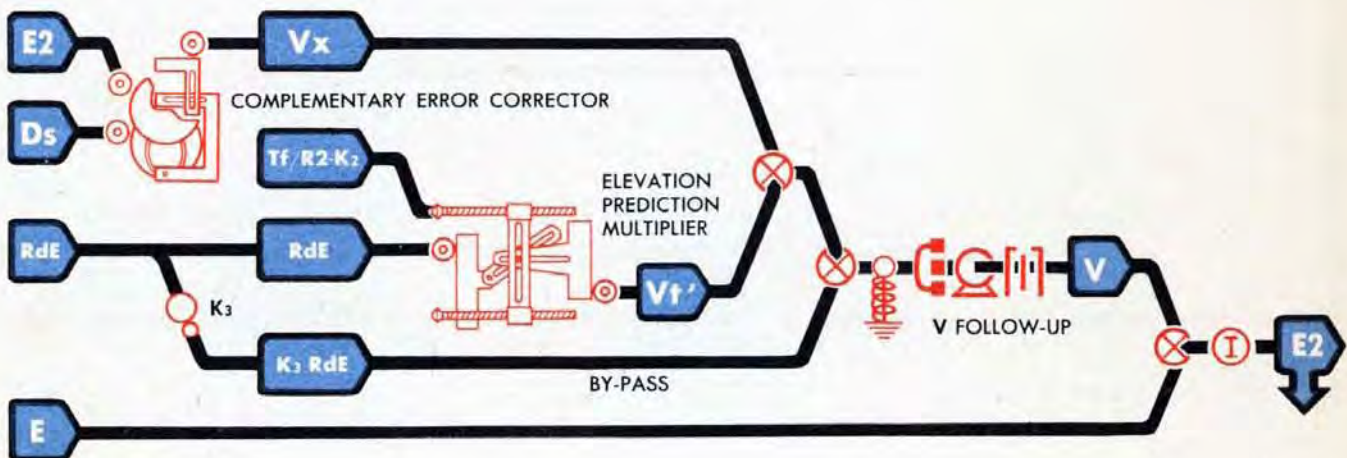 E2
Vx
COMPLEMENTARY ERROR CORRECTOR
Ds
Tf/R2-K2
ELEVATION
PREDICTION
MULTIPLIER
RdE
RdE
Vt'
K3
K3 RdE
BY-PASS
V
V FOLLOW-UP
I
E2
E